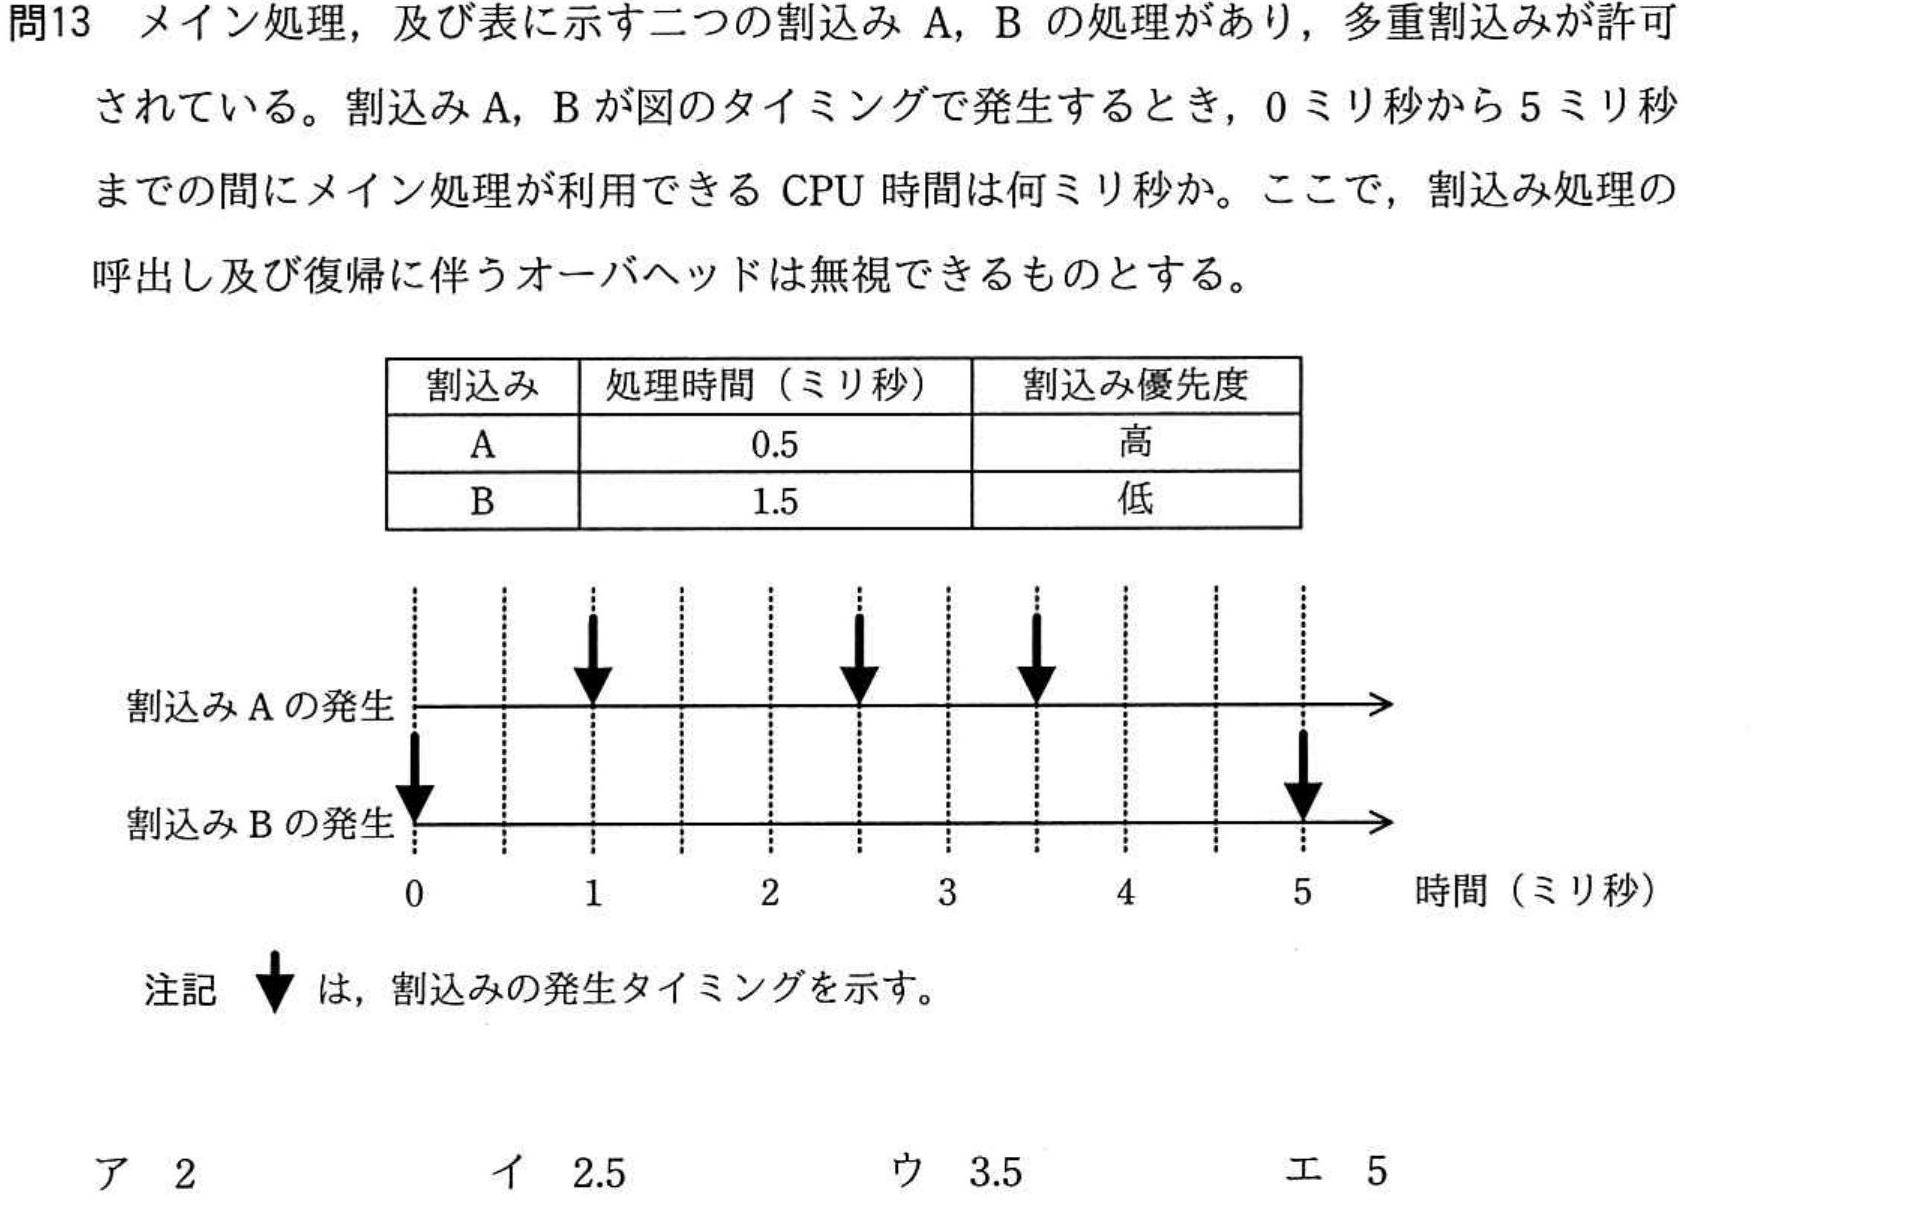 問13 メイン処理，及び表に示す二つの割込み A，B の処理があり，多重割込みが許可
されている。割込み A，B が図のタイミングで発生するとき，0 ミリ秒から 5 ミリ秒
までの間にメイン処理が利用できる CPU 時間は何ミリ秒か。ここで，割込み処理の
呼出し及び復帰に伴うオーバヘッドは無視できるものとする。
割込み 処理時間（ミリ秒） 割込み優先度
A 0.5 高
B 1.5 低
割込み A の発生
割込み B の発生
0 1 2 3 4 5 時間（ミリ秒）
注記 は，割込みの発生タイミングを示す。
ア 2 イ 2.5 ウ 3.5 エ 5